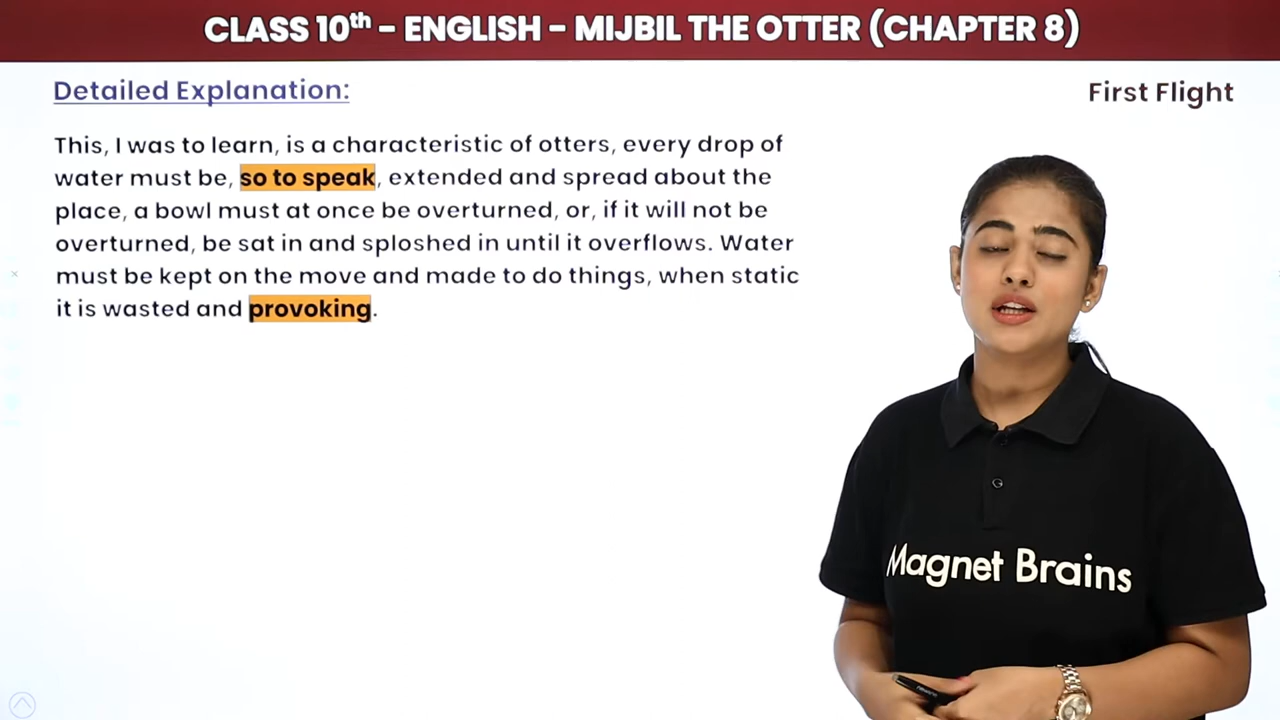 CLASS 10th - ENGLISH - MIJBIL THE OTTER (CHAPTER 8)
Detailed Explanation:
First Flight
This, I was to learn, is a characteristic of otters, every drop of
water must be, so to speak, extended and spread about the
place, a bowl must at once be overturned, or, if it will not be
overturned, be sat in and sploshed in until it overflows. Water
must be kept on the move and made to do things, when static
it is wasted and provoking.
Magnet Brains